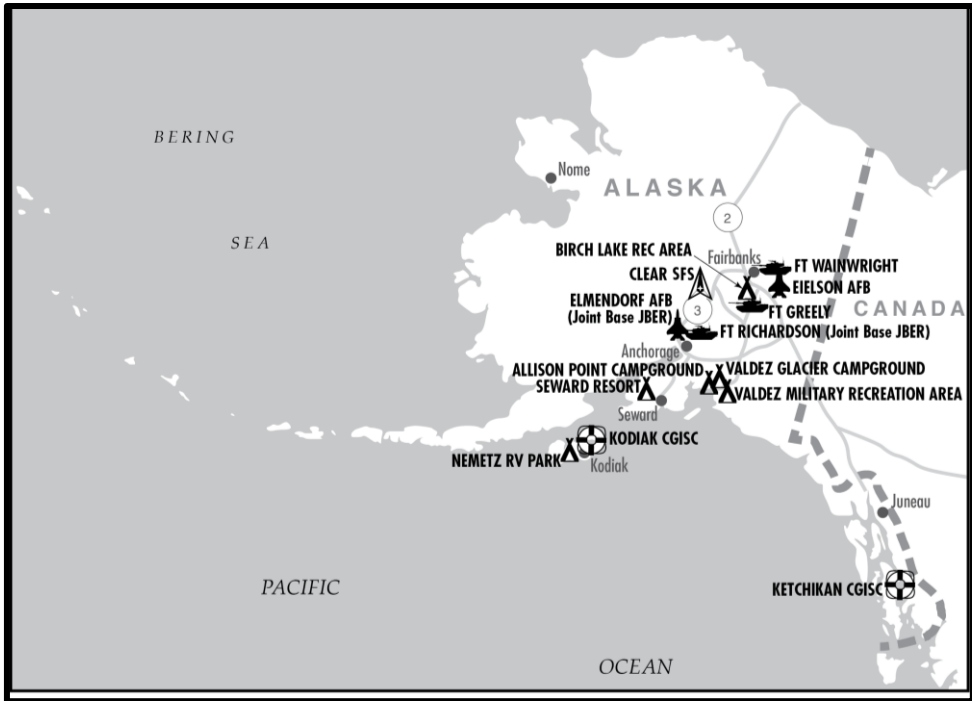 BERING
Nome
ALASKA
2
SEA
BIRCH LAKE REC AREA
Fairbanks
FT WAINWRIGHT
CLEAR SFS
EIELSON AFB
ELMENDORF AFB
(Joint Base JBER)
3
FT GREELY
CANADA
FT RICHARDSON (Joint Base JBER)
Anchorage
ALLISON POINT CAMPGROUND
VALDEZ GLACIER CAMPGROUND
SEWARD RESORT
VALDEZ MILITARY RECREATION AREA
Seward
KODIAK CGISC
NEMETZ RV PARK
Kodiak
Juneau
PACIFIC
KETCHIKAN CGISC
OCEAN